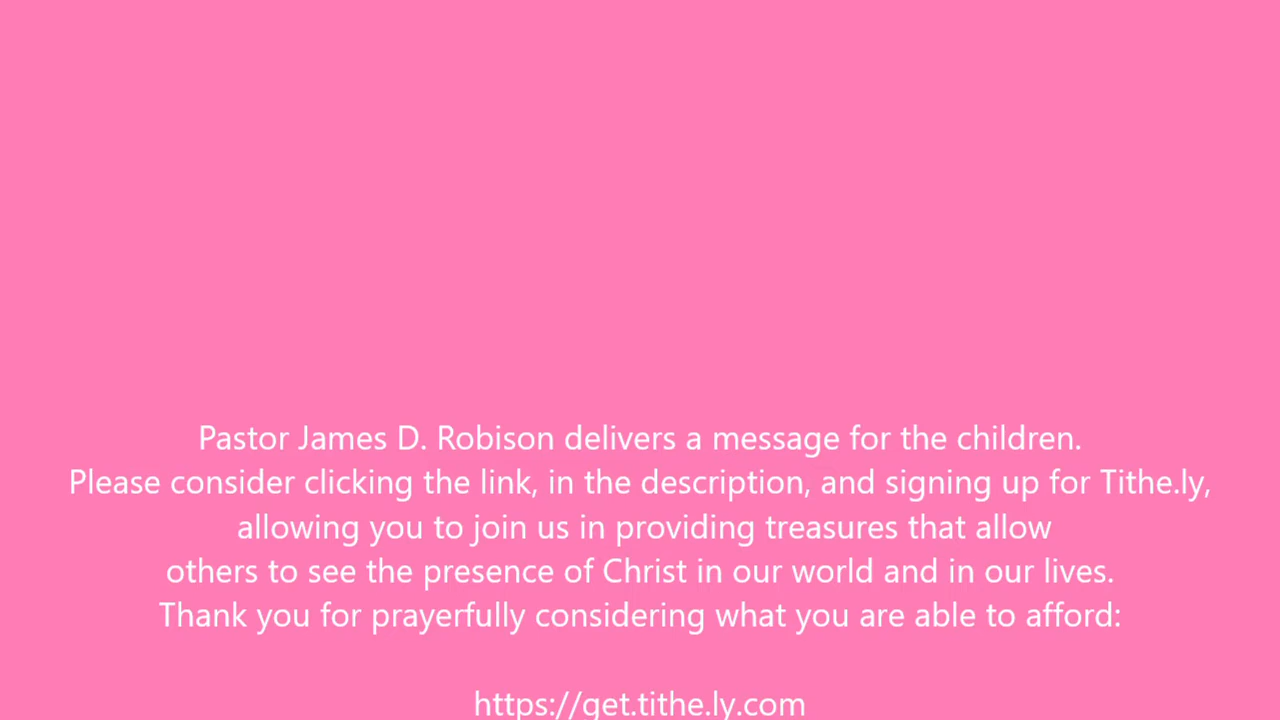 Pastor James D. Robison delivers a message for the children.
Please consider clicking the link, in the description, and signing up for Tithe.ly,
allowing you to join us in providing treasures that allow
others to see the presence of Christ in our world and in our lives.
Thank you for prayerfully considering what you are able to afford:
https://get.tithe.ly.com